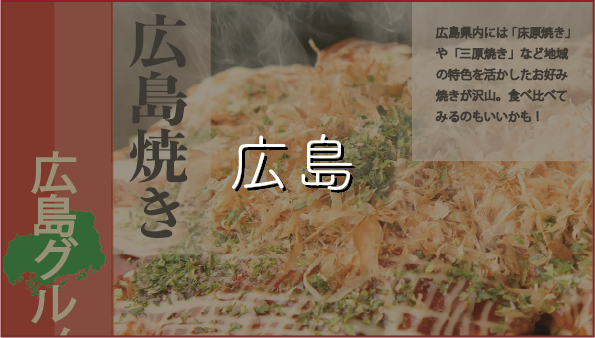 広島焼き
広島県内には「床原焼き」
や「三原焼き」など地域
の特色を活かしたお好み
焼きが沢山。食べ比べて
みるのもいいかも！
広島
広島グル